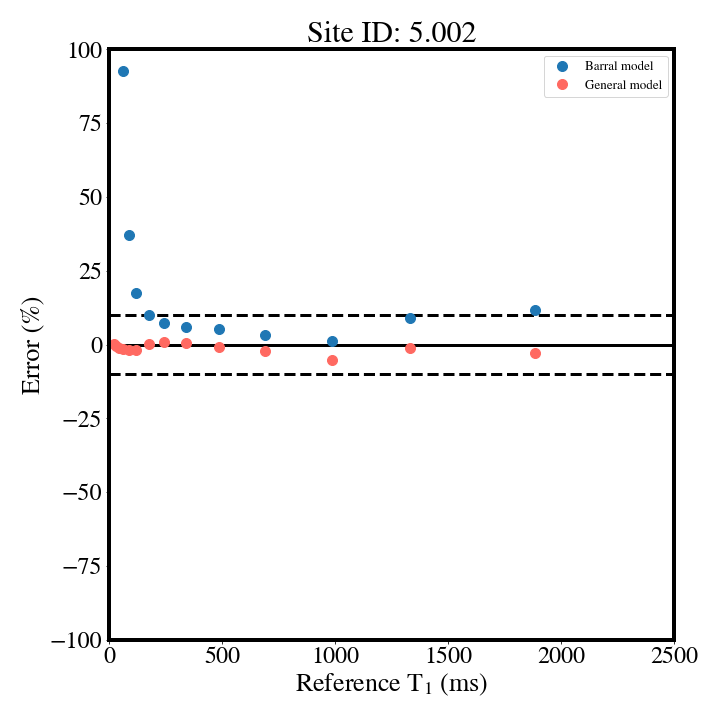 Site ID: 5.002
Barral model
General model
100
75
50
25
0
−25
−50
−75
−100
Error (%)
0 500 1000 1500 2000 2500
Reference T₁ (ms)